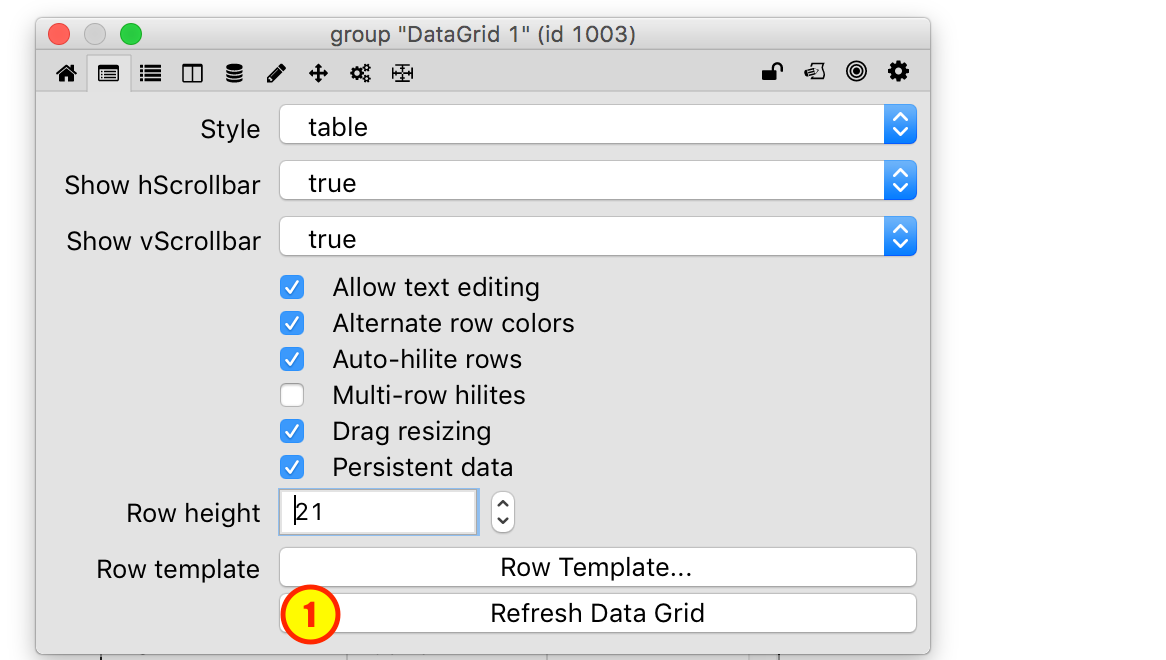 group "DataGrid 1" (id 1003)
Style table
Show hScrollbar true
Show vScrollbar true
Allow text editing
Alternate row colors
Auto-hilite rows
Multi-row hilites
Drag resizing
Persistent data
Row height 21
Row template Row Template...
1 Refresh Data Grid